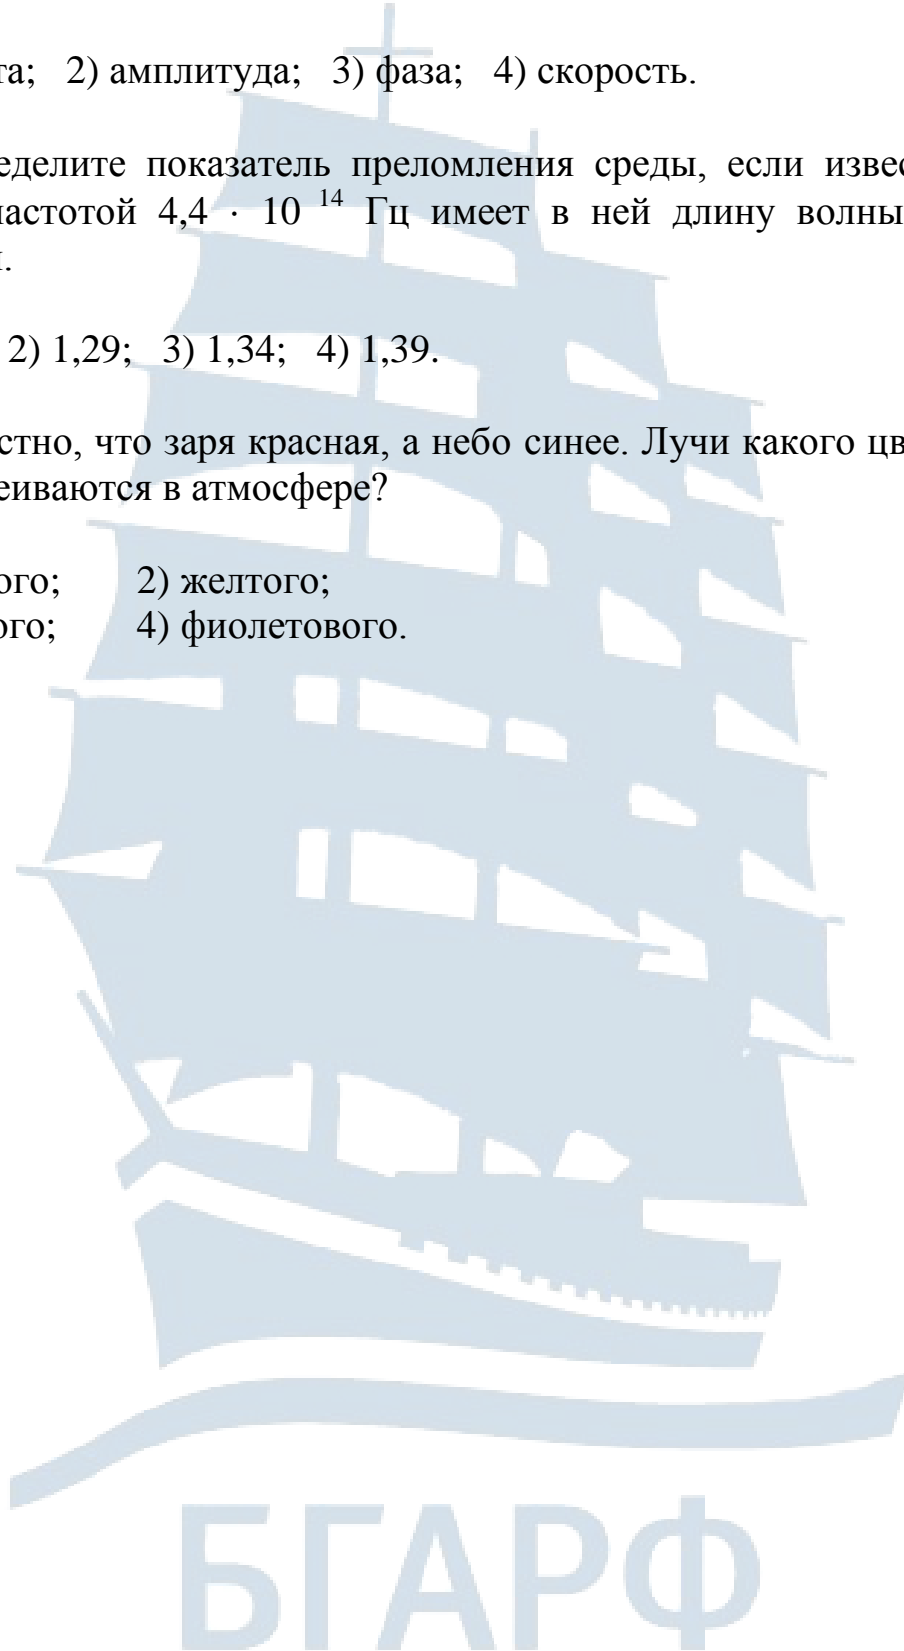 та; 2) амплитуда; 3) фаза; 4) скорость.
еделите показатель преломления среды, если извес
частотой 4,4 · 10 14 Гц имеет в ней длину волны
.
2) 1,29; 3) 1,34; 4) 1,39.
стно, что заря красная, а небо синее. Лучи какого цв
еиваются в атмосфере?
ого; 2) желтого;
ого; 4) фиолетового.
БГАРФ